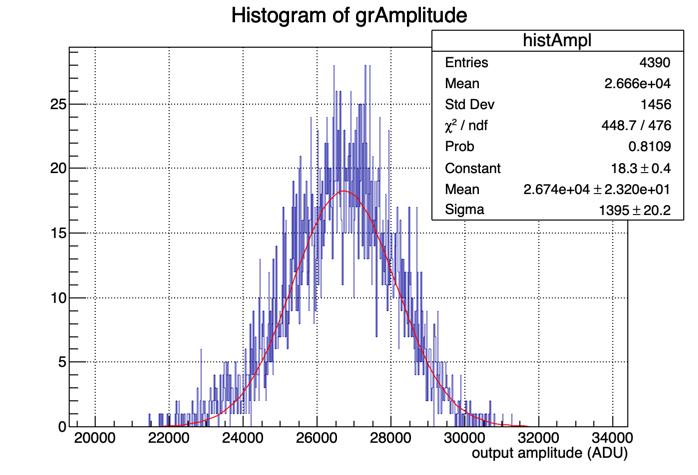 Histogram of grAmplitude
histAmpl
Entries 4390
Mean 2.666e+04
Std Dev 1456
χ² / ndf 448.7 / 476
Prob 0.8109
Constant 18.3 ± 0.4
Mean 2.674e+04 ± 2.320e+01
Sigma 1395 ± 20.2
25
20
15
10
5
0
20000 22000 24000 26000 28000 30000 32000 34000
output amplitude (ADU)